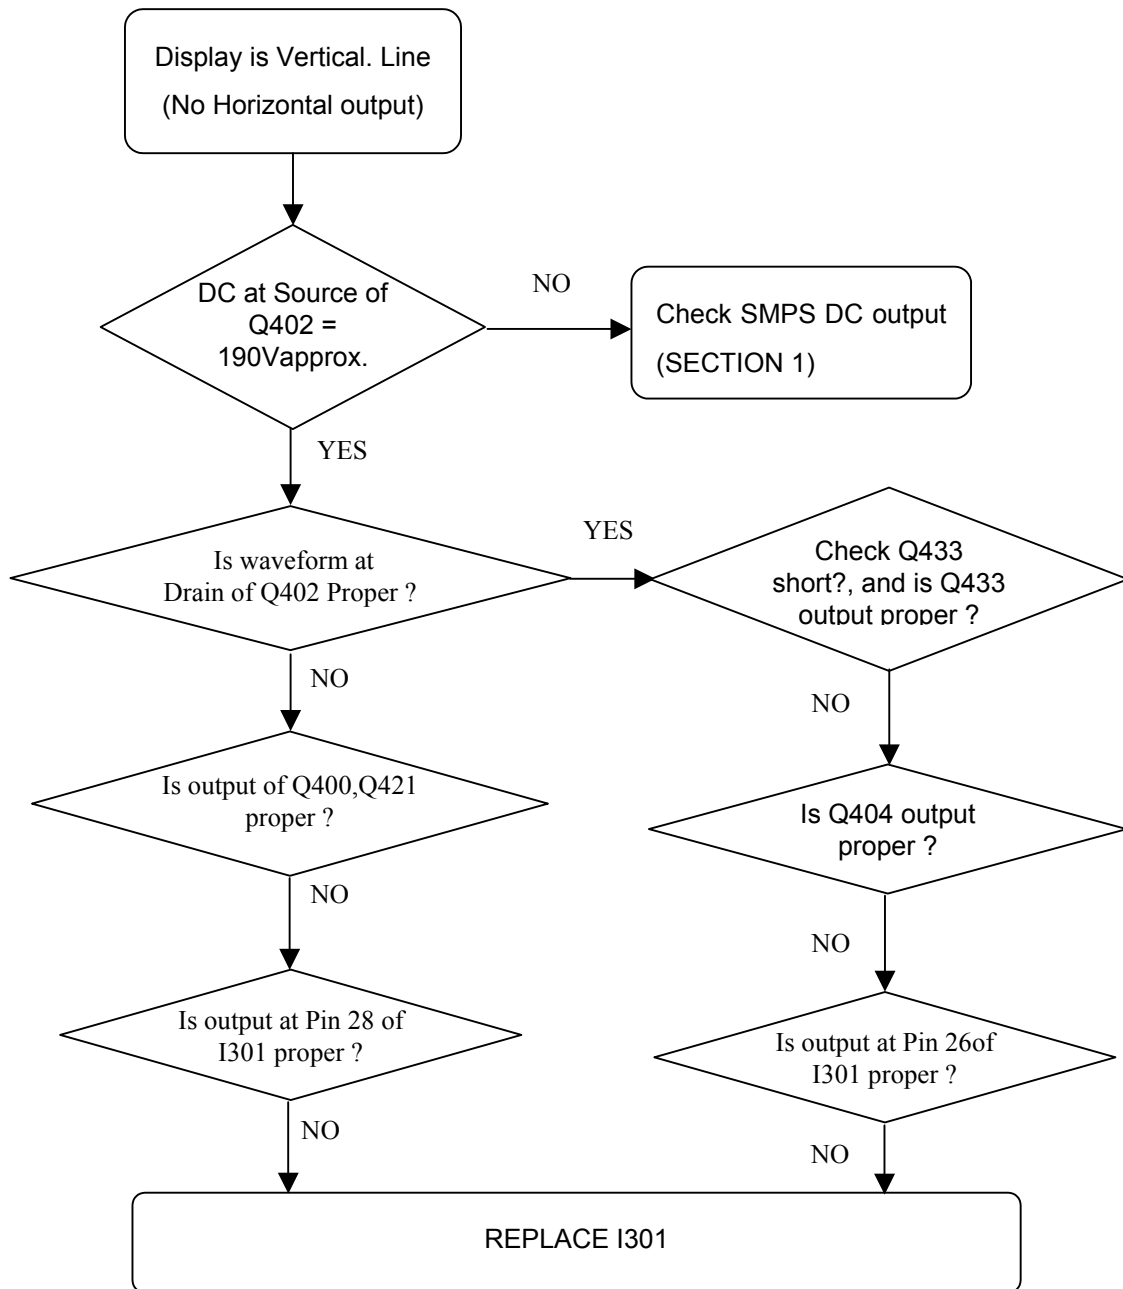 Display is Vertical. Line
(No Horizontal output)
DC at Source of
Q402 =
190Vapprox.
NO
Check SMPS DC output
(SECTION 1)
YES
Is waveform at
Drain of Q402 Proper ?
YES
Check Q433
short?, and is Q433
output proper ?
NO
NO
Is output of Q400,Q421
proper ?
Is Q404 output
proper ?
NO
NO
Is output at Pin 28 of
I301 proper ?
Is output at Pin 26of
I301 proper ?
NO
NO
REPLACE I301